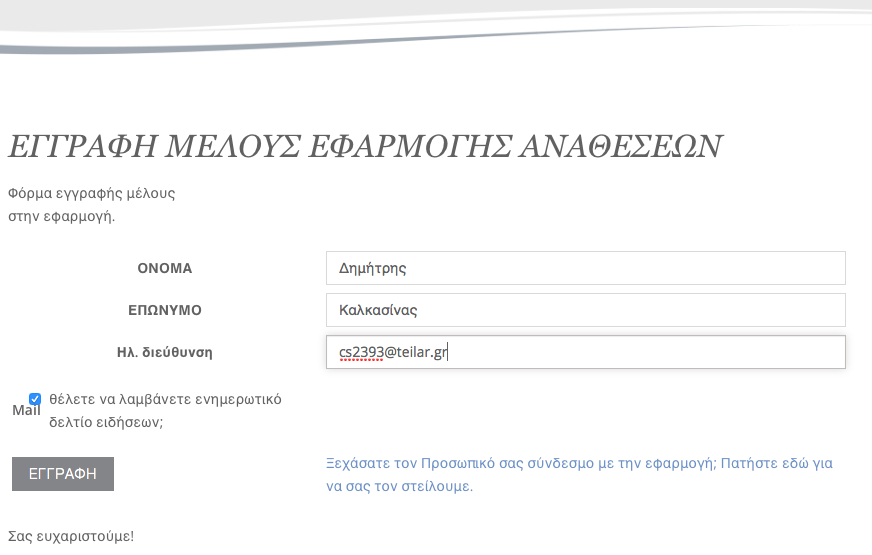 ΕΓΓΡΑΦΗ ΜΕΛΟΥΣ ΕΦΑΡΜΟΓΗΣ ΑΝΑΘΕΣΕΩΝ
Φόρμα εγγραφής μέλους
στην εφαρμογή.
ΟΝΟΜΑ Δημήτρης
ΕΠΩΝΥΜΟ Καλκασίνας
Ηλ. διεύθυνση cs2393@teilar.gr
Mail θέλετε να λαμβάνετε ενημερωτικό
δελτίο ειδήσεων;
ΕΓΓΡΑΦΗ
Ξεχάσατε τον Προσωπικό σας σύνδεσμο με την εφαρμογή; Πατήστε εδώ για
να σας τον στείλουμε.
Σας ευχαριστούμε!